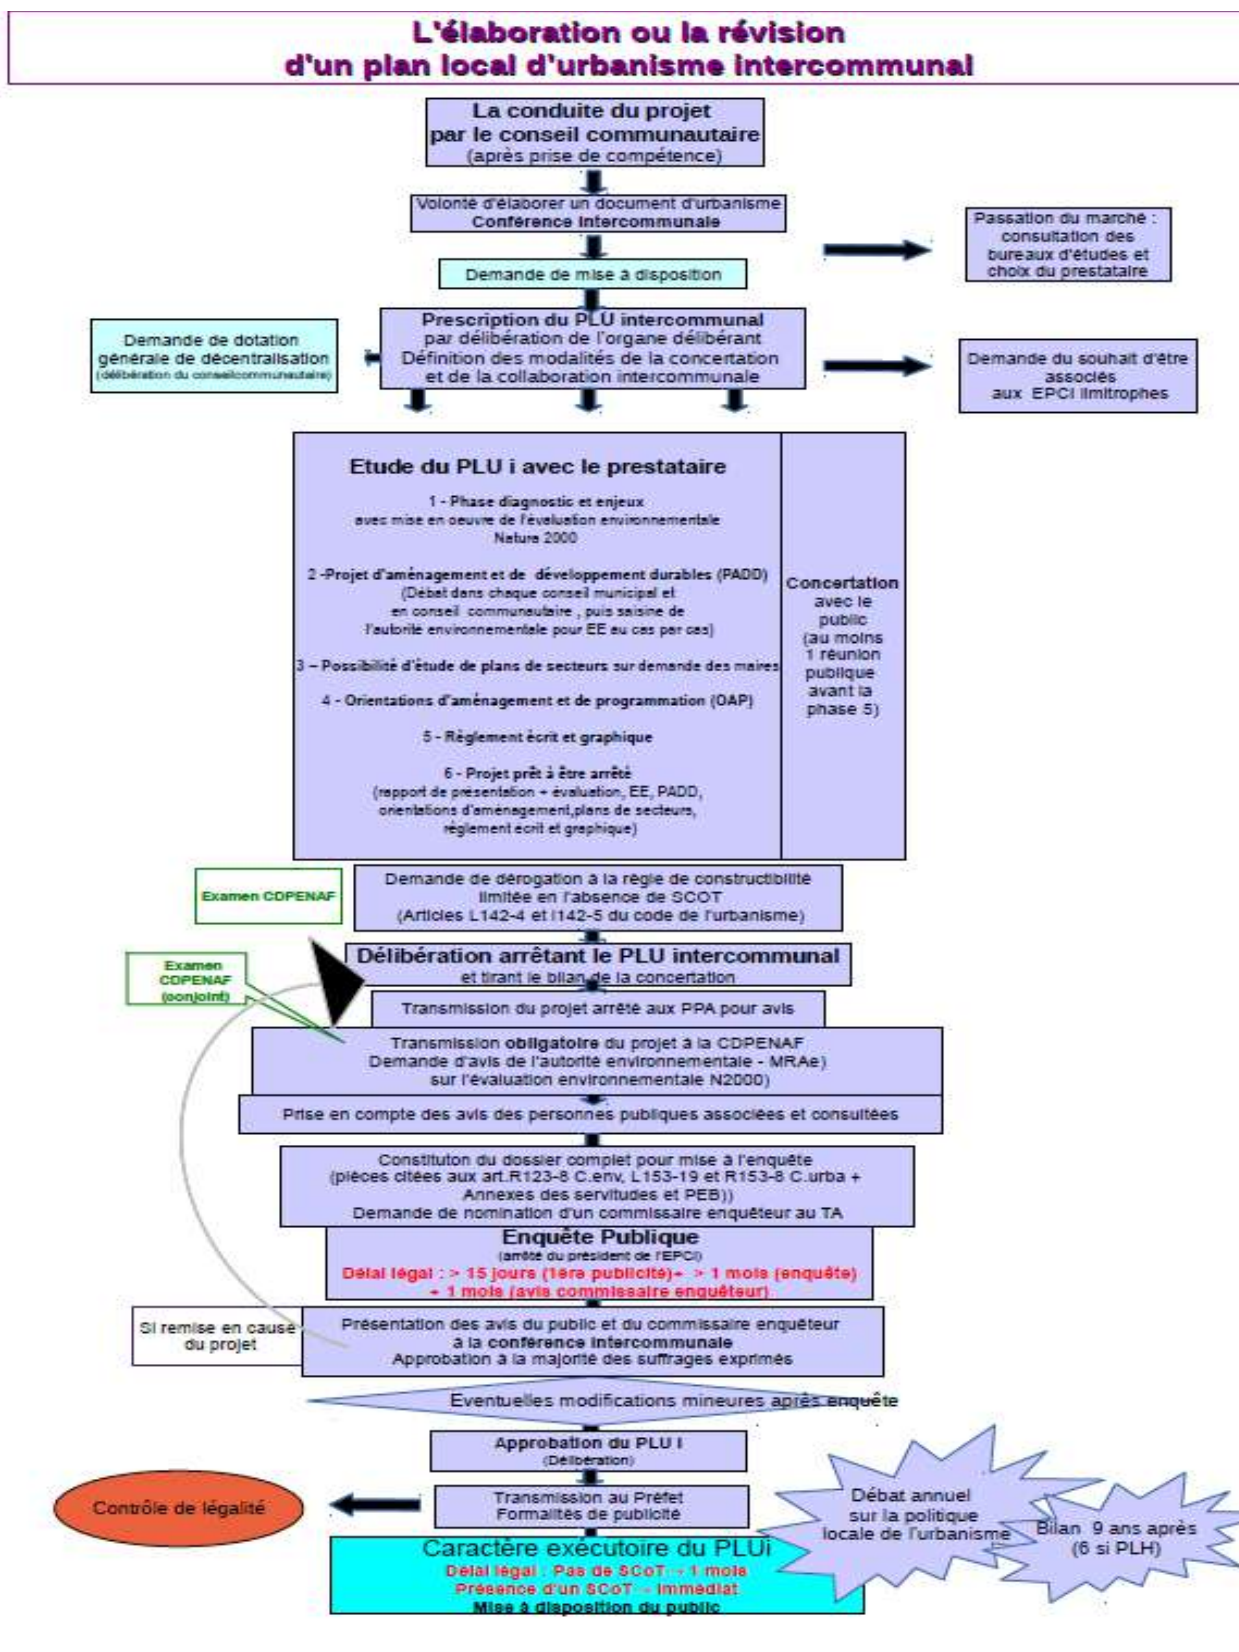 L'élaboration ou la révision
d'un plan local d'urbanisme intercommunal
La conduite du projet
par le conseil communautaire
(après prise de compétence)
Volonté d'élaborer un document d'urbanisme
Conférence Intercommunale
Passation du marché :
consultation des
bureaux d'études et
choix du prestataire
Demande de mise à disposition
Prescription du PLU intercommunal
par délibération de l'organe délibérant
Définition des modalités de la concertation
et de la collaboration intercommunale
Demande de dotation
générale de décentralisation
(délibération du conseilcommunautaire)
Demande du souhait d'être
associés
aux EPCI limitrophes
Etude du PLU i avec le prestataire
1 - Phase diagnostic et enjeux
avec mise en oeuvre de l'évaluation environnementale
Natura 2000
2 -Projet d'aménagement et de développement durables (PADD)
(Débat dans chaque conseil municipal et
en conseil communautaire , puis saisine de
l'autorité environnementale pour EE au cas par cas)
3 – Possibilité d'étude de plans de secteurs sur demande des maires
4 - Orientations d'aménagement et de programmation (OAP)
5 - Règlement écrit et graphique
6 - Projet prêt à être arrêté
(rapport de présentation + évaluation, EE, PADD,
orientations d'aménagement,plans de secteurs,
règlement écrit et graphique)
Concertation
avec le
public
(au moins
1 réunion
publique
avant la
phase 5)
Examen CDPENAF
Demande de dérogation à la règle de constructibilité
limitée en l'absence de SCOT
(Articles L142-4 et l142-5 du code de l'urbanisme)
Délibération arrêtant le PLU intercommunal
et tirant le bilan de la concertation
Examen
CDPENAF
(conjoint)
Transmission du projet arrêté aux PPA pour avis
Transmission obligatoire du projet à la CDPENAF
Demande d'avis de l'autorité environnementale - MRAe)
sur l'évaluation environnementale N2000)
Prise en compte des avis des personnes publiques associées et consultées
Constituton du dossier complet pour mise à l'enquête
(pièces citées aux art.R123-8 C.env, L153-19 et R153-8 C.urba +
Annexes des servitudes et PEB))
Demande de nomination d'un commissaire enquêteur au TA
Enquête Publique
(arrêté du président de l'EPCI)
Délai légal : > 15 jours (1ère publicité)+ > 1 mois (enquête)
+ 1 mois (avis commissaire enquêteur)
Si remise en cause
du projet
Présentation des avis du public et du commissaire enquêteur
à la conférence intercommunale
Approbation à la majorité des suffrages exprimés
Eventuelles modifications mineures après enquête
Approbation du PLU i
(Délibération)
Contrôle de légalité
Transmission au Préfet
Formalités de publicité
Débat annuel
sur la politique
locale de l'urbanisme
Bilan 9 ans après
(6 si PLH)
Caractère exécutoire du PLUi
Délai légal : Pas de SCoT - 1 mois
Présence d'un SCoT - immédiat
Mise à disposition du public